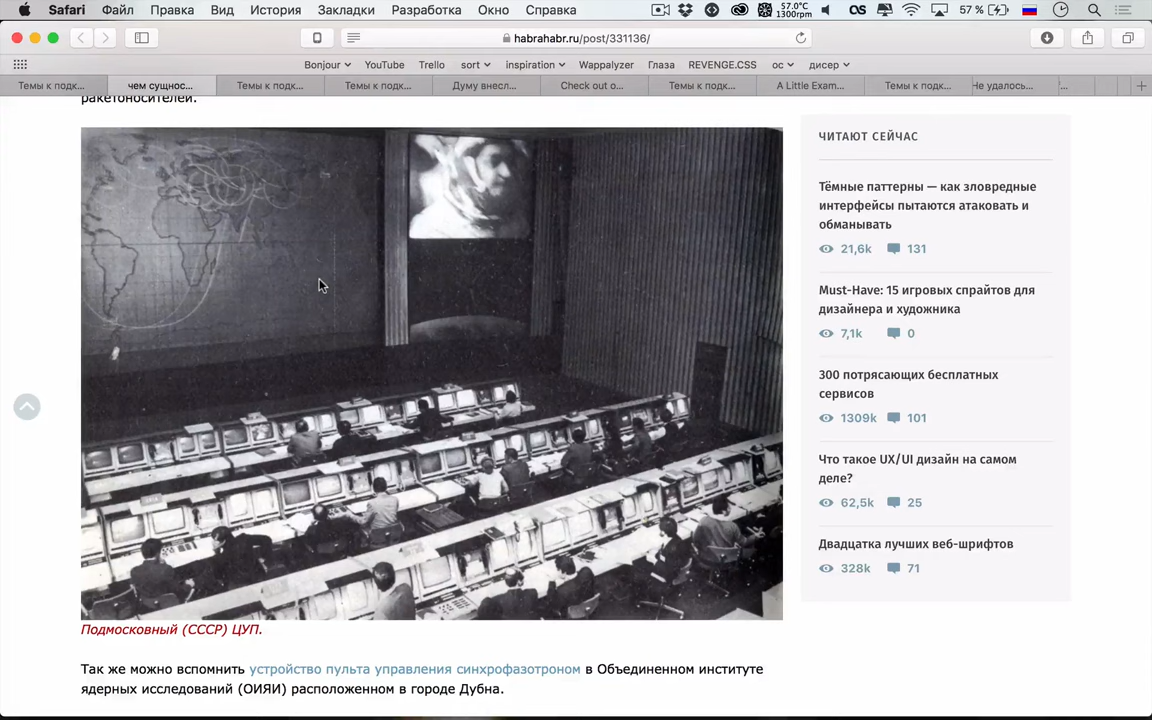 Safari Файл Правка Вид История Закладки Разработка Окно Справка 57.0°C 1300rpm 57 %
habrahabr.ru/post/331136/
Bonjour YouTube Trello sort inspiration Wappalyzer Глаза REVENGE.CSS ос дисер
Темы к подк... чем сущнос... Темы к подк... Темы к подк... Думу внесл... Check out o... Темы к подк... A Little Exam... Темы к подк... Не удалось...
ракетоносителей.
ЧИТАЮТ СЕЙЧАС
Тёмные паттерны — как зловредные
интерфейсы пытаются атаковать и
обманывать
21,6k 131
Must-Have: 15 игровых спрайтов для
дизайнера и художника
7,1k 0
300 потрясающих бесплатных
сервисов
1309k 101
Что такое UX/UI дизайн на самом
деле?
62,5k 25
Двадцатка лучших веб-шрифтов
328k 71
Подмосковный (СССР) ЦУП.
Так же можно вспомнить устройство пульта управления синхрофазотроном в Объединенном институте
ядерных исследований (ОИЯИ) расположенном в городе Дубна.